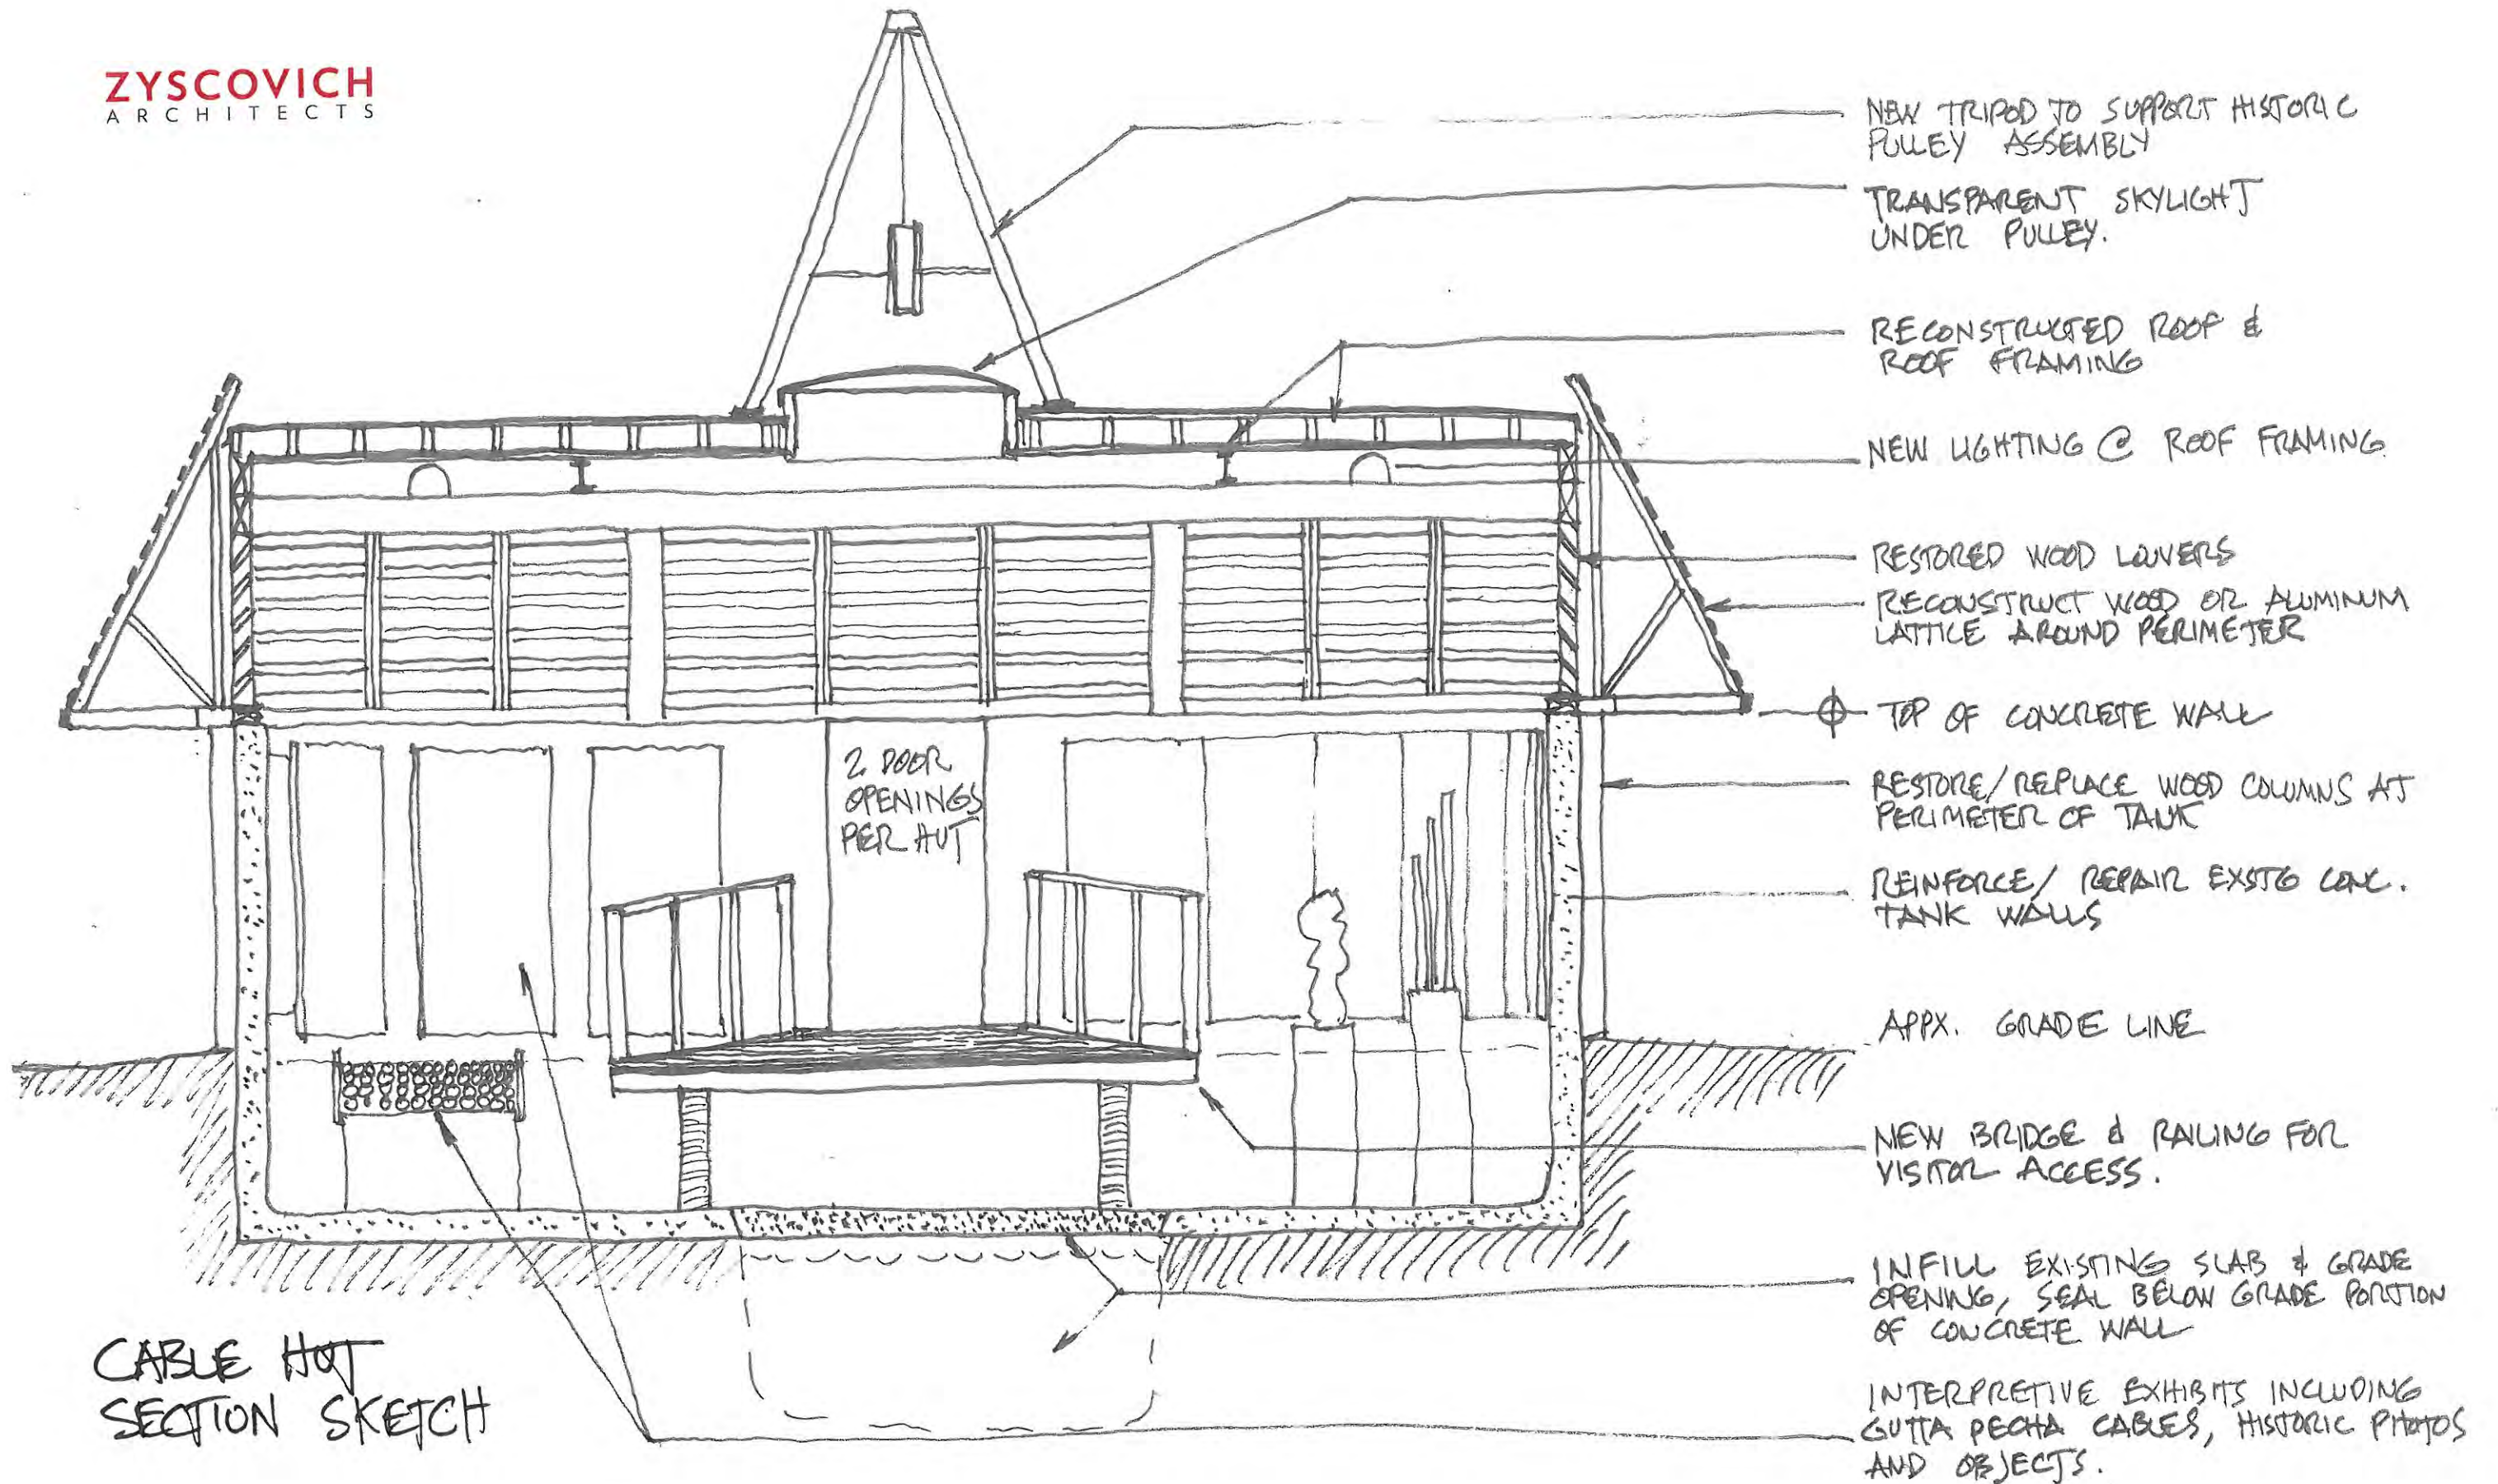 ZYSCOVICH
ARCHITECTS
NEW TRIPOD TO SUPPORT HISTORIC
PULLEY ASSEMBLY
TRANSPARENT SKYLIGHT
UNDER PULLEY.
RECONSTRUCTED ROOF &
ROOF FRAMING
NEW LIGHTING @ ROOF FRAMING.
RESTORED WOOD LOUVERS
RECONSTRUCT WOOD OR ALUMINUM
LATTICE AROUND PERIMETER
TOP OF CONCRETE WALL
2 DOOR
OPENINGS
PER HUT
RESTORE/REPLACE WOOD COLUMNS AT
PERIMETER OF TANK
REINFORCE/ REPAIR EXSTG CONC.
TANK WALLS
APPX. GRADE LINE
NEW BRIDGE & RAILING FOR
VISITOR ACCESS.
INFILL EXISTING SLAB & GRADE
OPENING, SEAL BELOW GRADE PORTION
OF CONCRETE WALL
INTERPRETIVE EXHIBITS INCLUDING
GUTTA PECHA CABLES, HISTORIC PHOTOS
AND OBJECTS.
CABLE HUT
SECTION SKETCH